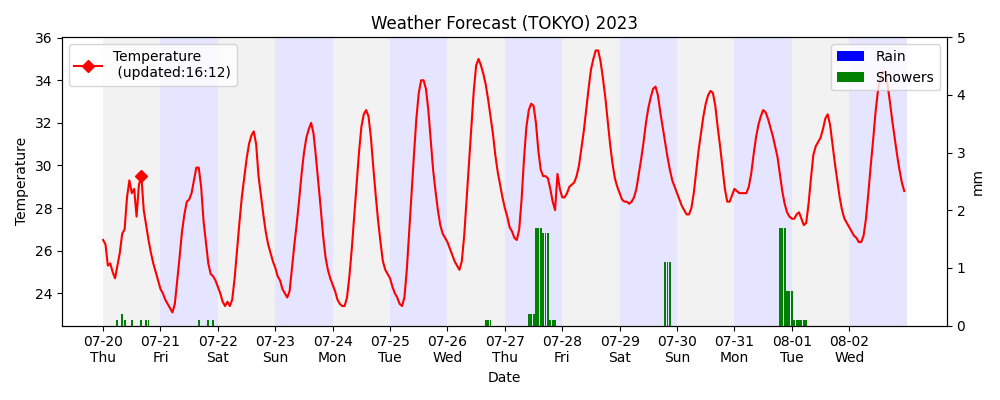 Weather Forecast (TOKYO) 2023
Temperature
(updated:16:12)
Rain
Showers
36
34
32
30
28
26
24
Temperature
5
4
3
2
1
0
mm
07-20 07-21 07-22 07-23 07-24 07-25 07-26 07-27 07-28 07-29 07-30 07-31 08-01 08-02
Thu Fri Sat Sun Mon Tue Wed Thu Fri Sat Sun Mon Tue Wed
Date